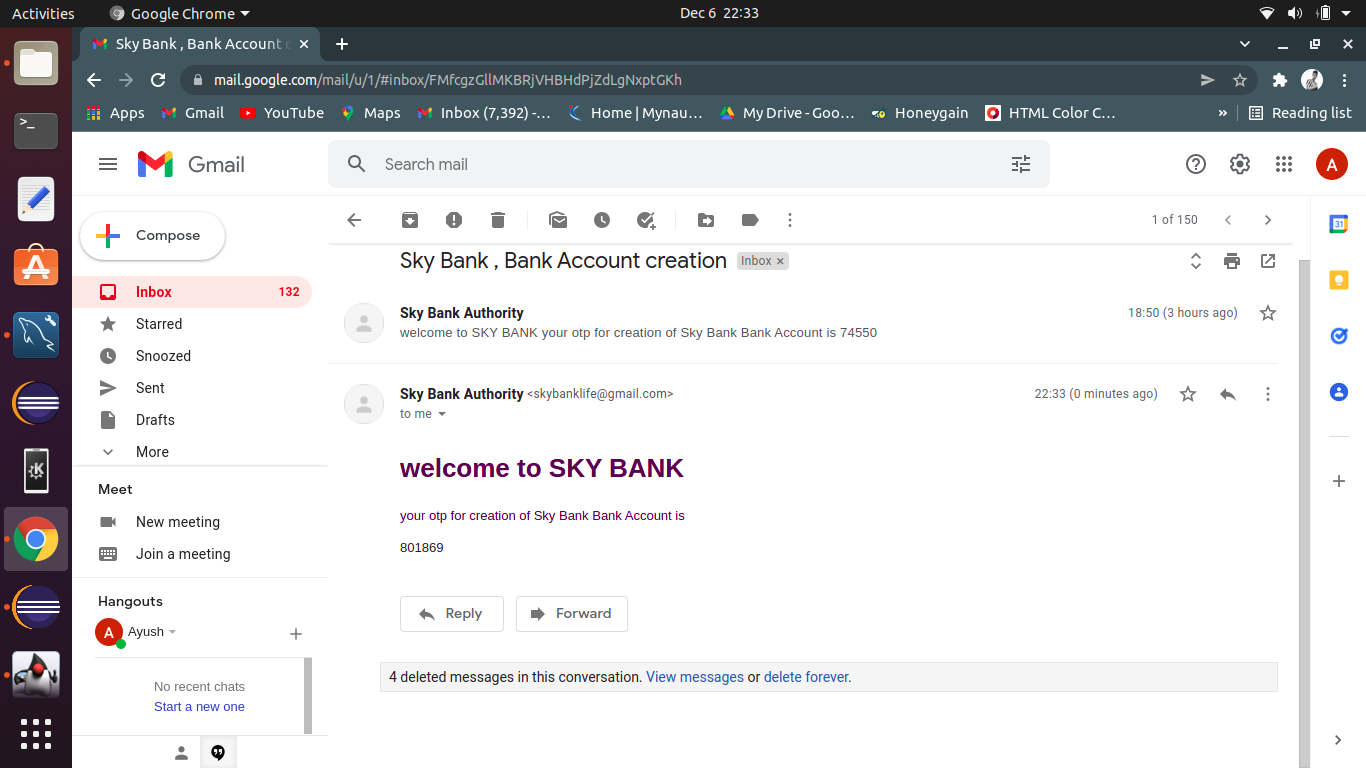 Activities Google Chrome Dec 6 22:33
Sky Bank , Bank Account c
mail.google.com/mail/u/1/#inbox/FMfcgzGllMKBRjVHBHdPjZdLgNxptGKh
Apps Gmail YouTube Maps Inbox (7,392) -... Home | Mynau... My Drive - Goo... Honeygain HTML Color C... » Reading list
Gmail Search mail A
Compose 1 of 150
Sky Bank , Bank Account creation Inbox ×
Inbox 132
Starred
Snoozed
Sent
Drafts
More
Sky Bank Authority 18:50 (3 hours ago)
welcome to SKY BANK your otp for creation of Sky Bank Bank Account is 74550
Sky Bank Authority <skybanklife@gmail.com> 22:33 (0 minutes ago)
to me
welcome to SKY BANK
your otp for creation of Sky Bank Bank Account is
801869
Reply Forward
4 deleted messages in this conversation. View messages or delete forever.
Meet
New meeting
Join a meeting
Hangouts
A Ayush
No recent chats
Start a new one
31